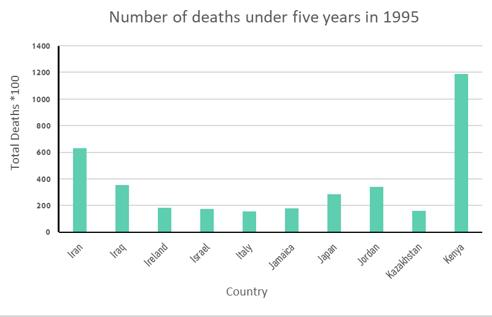 Number of deaths under five years in 1995
Total Deaths *100
1400
1200
1000
800
600
400
200
0
Iran
Iraq
Ireland
Israel
Italy
Jamaica
Japan
Jordan
Kazakhstan
Kenya
Country